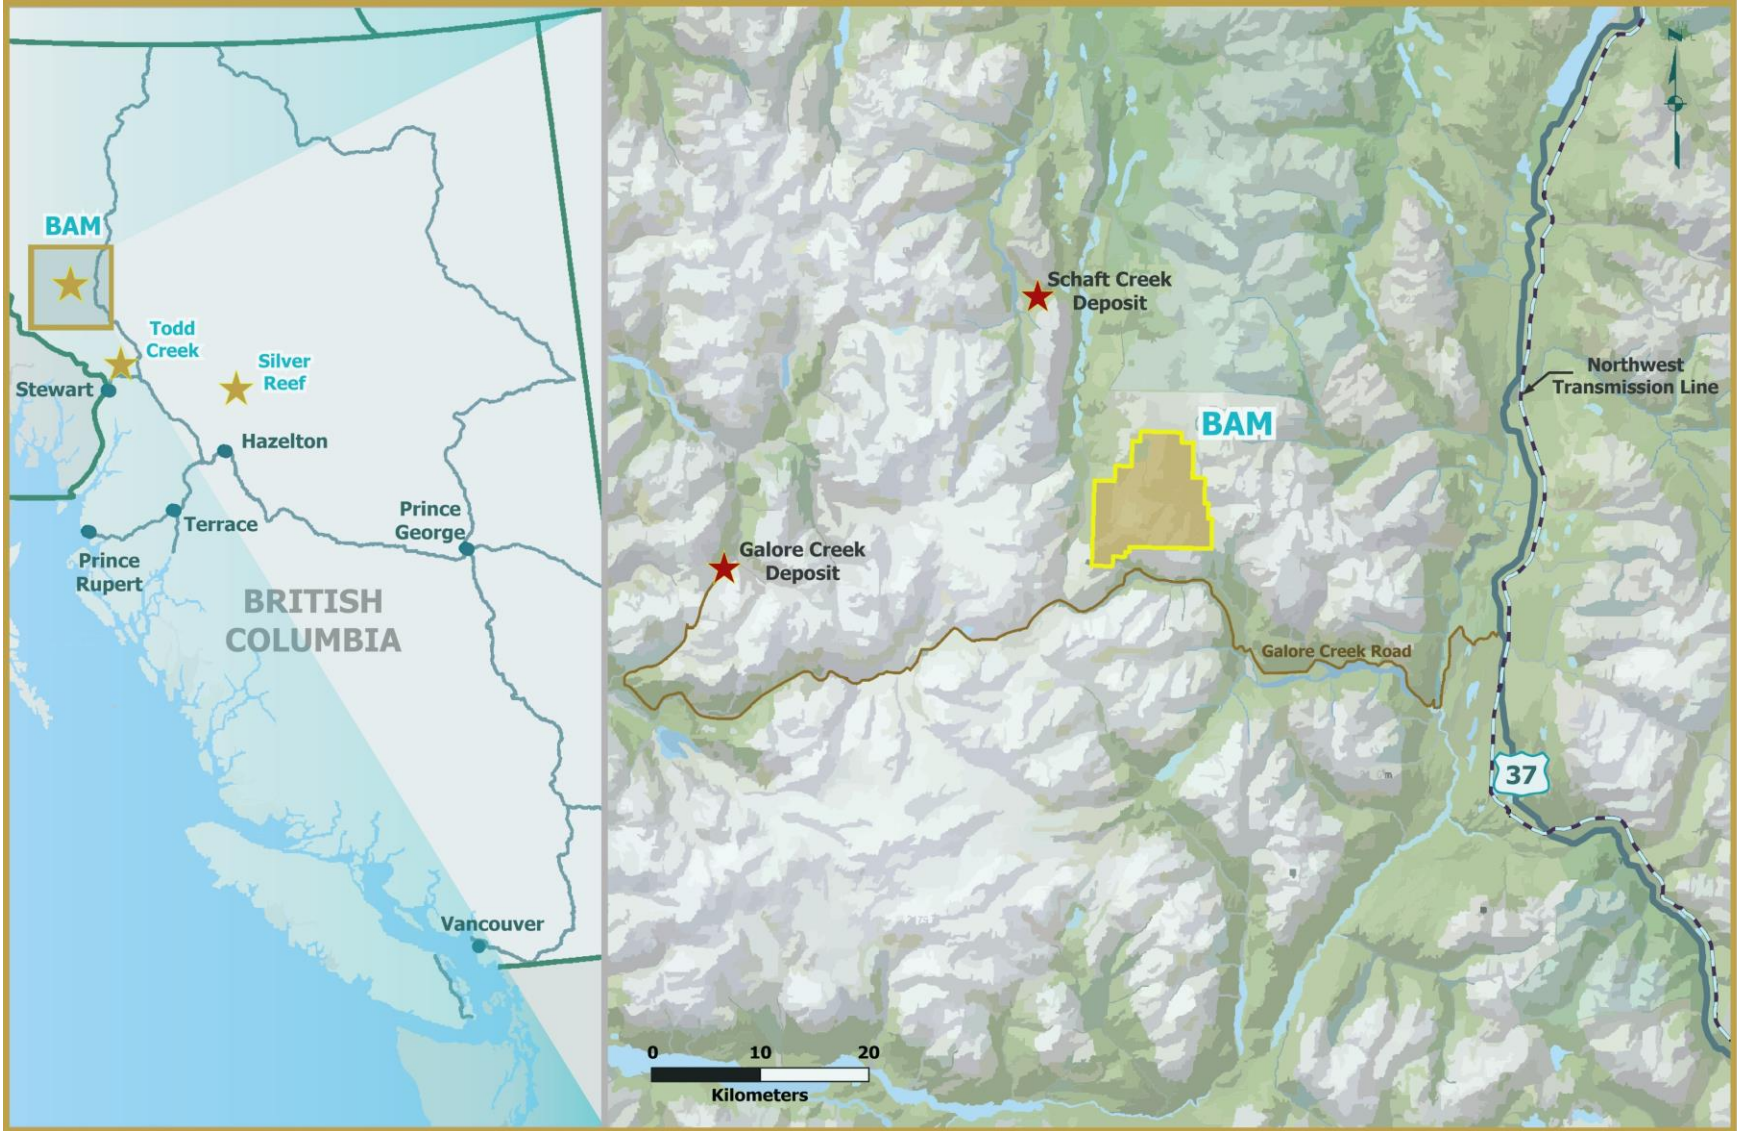 BAM
Todd
Creek
Silver
Reef
Stewart
Hazelton
Terrace
Prince
George
Prince
Rupert
BRITISH
COLUMBIA
Vancouver
N
Schaft Creek
Deposit
Northwest
Transmission Line
BAM
Galore Creek
Deposit
Galore Creek Road
37
0 10 20
Kilometers